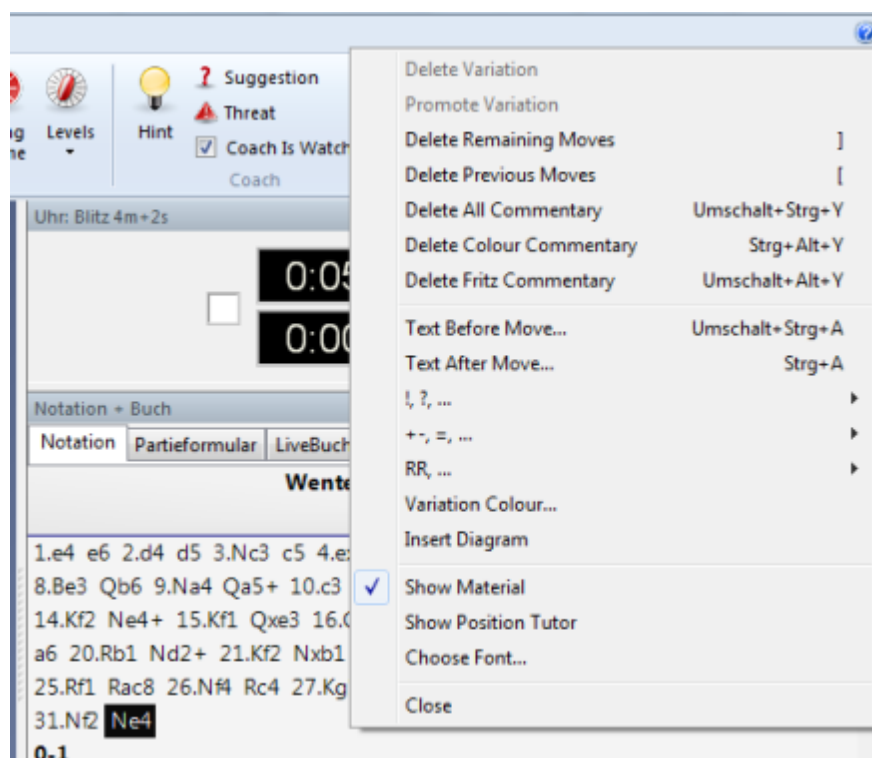 Suggestion
Threat
Levels
Hint
Coach Is Watch
Coach
Uhr: Blitz 4m+2s
0:05
0:00
Notation + Buch
Notation Partieformular LiveBuch
Wente
1.e4 e6 2.d4 d5 3.Nc3 c5 4.e
8.Be3 Qb6 9.Na4 Qa5+ 10.c3
14.Kf2 Ne4+ 15.Kf1 Qxe3 16.
a6 20.Rb1 Nd2+ 21.Kf2 Nxb1
25.Rf1 Rac8 26.Nf4 Rc4 27.Kg
31.Nf2 Ne4
0-1
Delete Variation
Promote Variation
Delete Remaining Moves ]
Delete Previous Moves [
Delete All Commentary Umschalt+Strg+Y
Delete Colour Commentary Strg+Alt+Y
Delete Fritz Commentary Umschalt+Alt+Y
Text Before Move... Umschalt+Strg+A
Text After Move... Strg+A
!, ?, ...
+-, =, ...
RR, ...
Variation Colour...
Insert Diagram
Show Material
Show Position Tutor
Choose Font...
Close